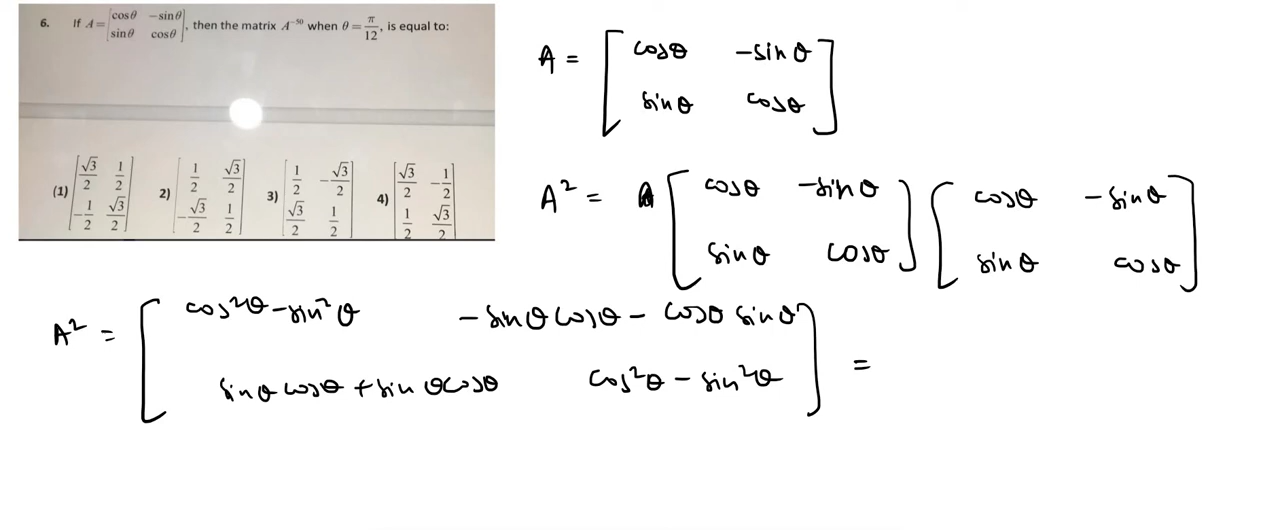 6. If A = [cosθ −sinθ; sinθ cosθ], then the matrix A⁻⁵⁰ when θ = π/12, is equal to:
(1) [√3/2 1/2; −1/2 √3/2] 2) [1/2 √3/2; −√3/2 1/2] 3) [1/2 −√3/2; √3/2 1/2] 4) [√3/2 −1/2; 1/2 √3/2]
A = [cosθ −sinθ; sinθ cosθ]
A² = [cosθ −sinθ; sinθ cosθ] [cosθ −sinθ; sinθ cosθ]
A² = [cos²θ − sin²θ −sinθ cosθ − cosθ sinθ; sinθ cosθ + sinθ cosθ cos²θ − sin²θ] =